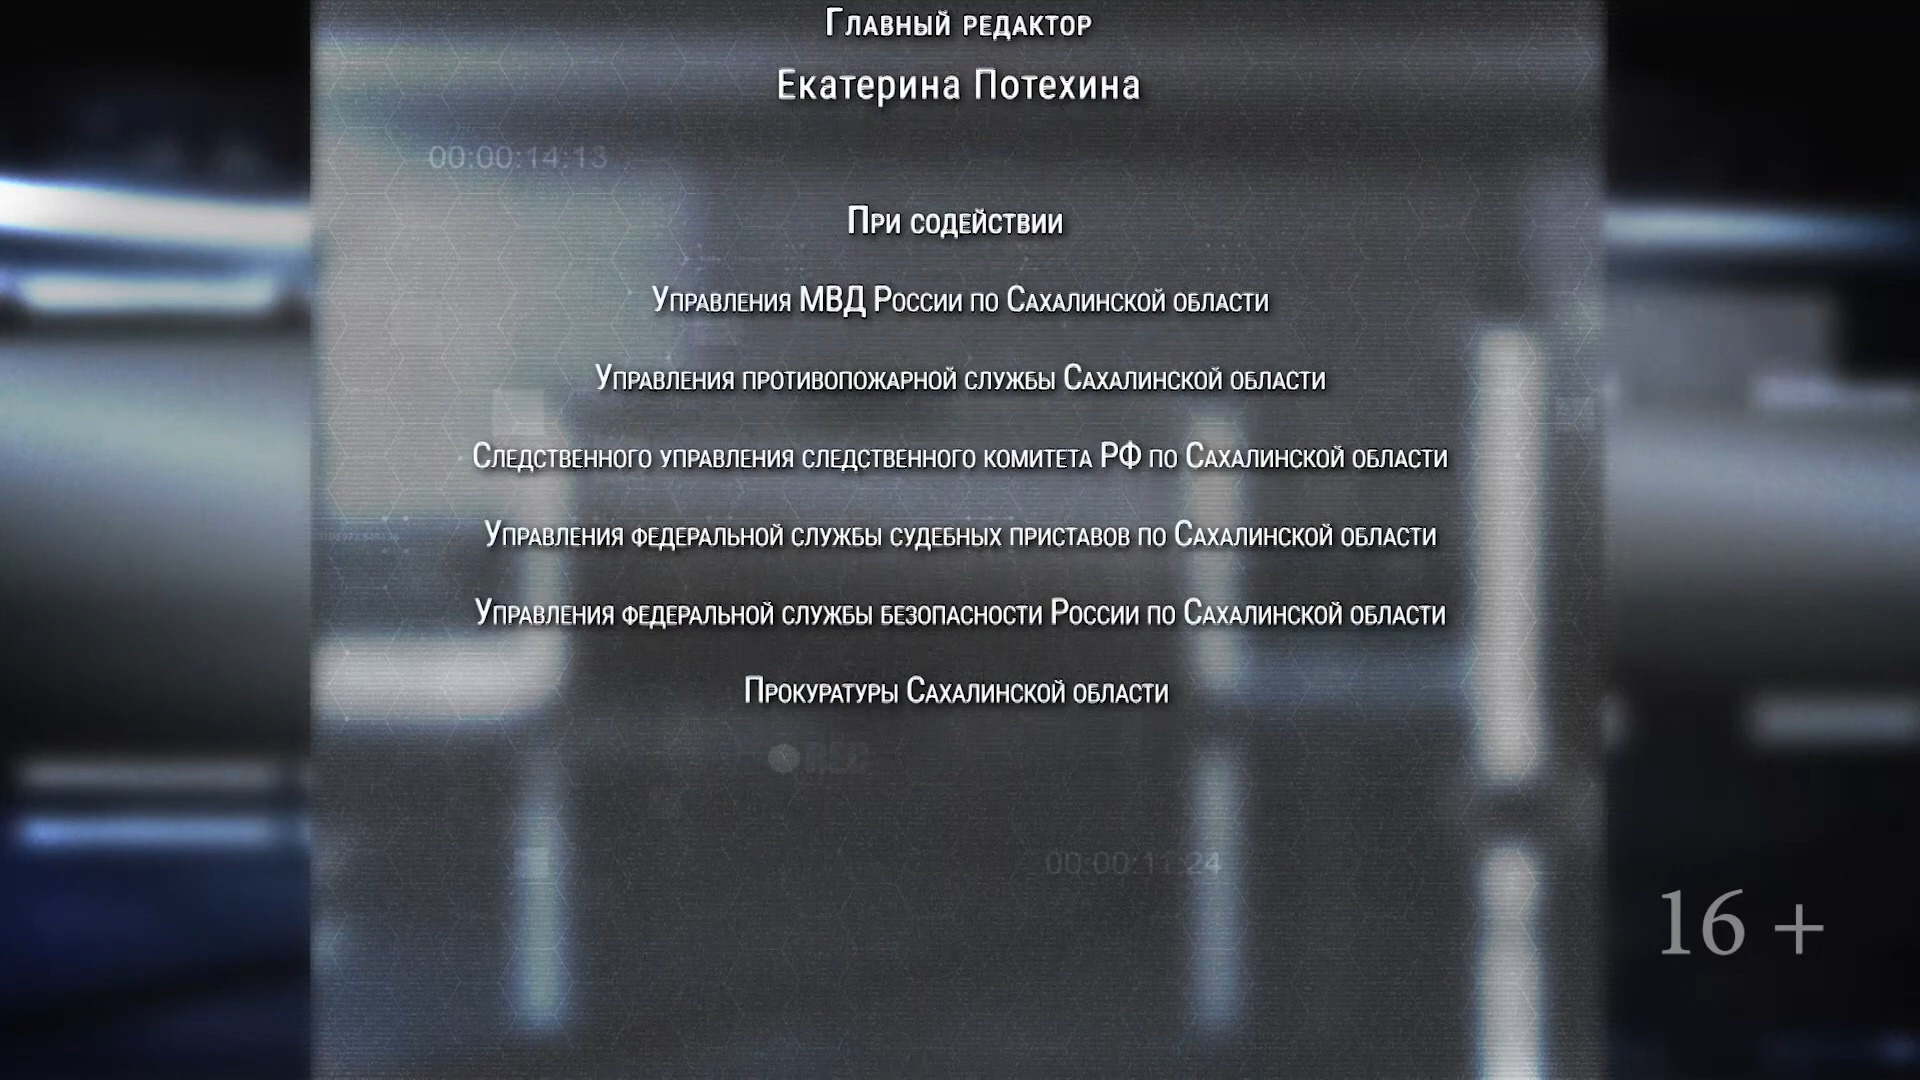 Главный редактор
Екатерина Потехина
00:00:14:13
При содействии
Управления МВД России по Сахалинской области
Управления противопожарной службы Сахалинской области
Следственного управления следственного комитета РФ по Сахалинской области
Управления федеральной службы судебных приставов по Сахалинской области
Управления федеральной службы безопасности России по Сахалинской области
Прокуратуры Сахалинской области
REC
00:00:11:24
16 +